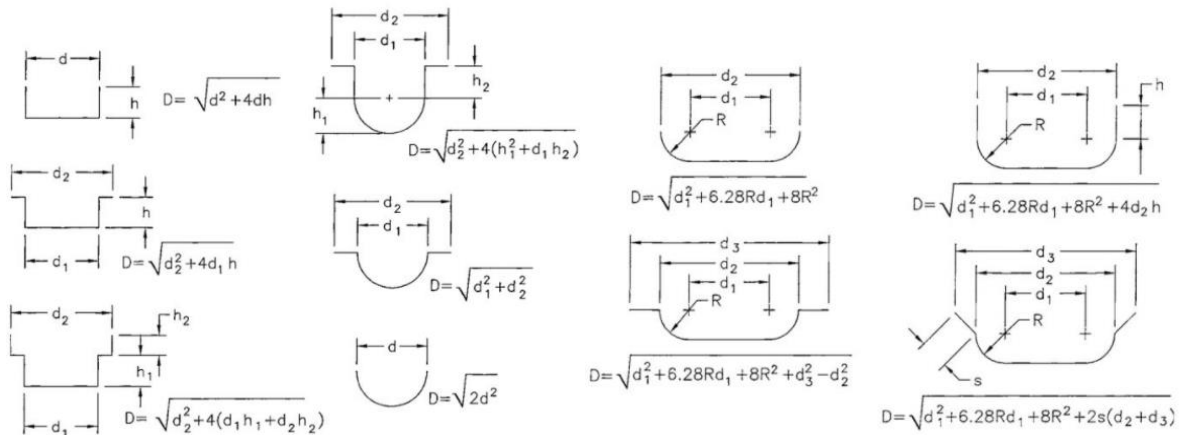 d
h
D=√d²+4dh
d₂
h
d₁
D=√d₂²+4d₁h
d₂
h₂
h₁
d₁
D=√d₂²+4(d₁h₁+d₂h₂)
d₂
d₁
h₂
h₁
D=√d₂²+4(h₁²+d₁h₂)
d₂
d₁
D=√d₁²+d₂²
d
D=√2d²
d₂
d₁
R
D=√d₁²+6.28Rd₁+8R²
d₃
d₂
d₁
R
D=√d₁²+6.28Rd₁+8R²+d₃²-d₂²
d₂
h
d₁
R
D=√d₁²+6.28Rd₁+8R²+4d₂h
d₃
d₂
d₁
R
s
D=√d₁²+6.28Rd₁+8R²+2s(d₂+d₃)